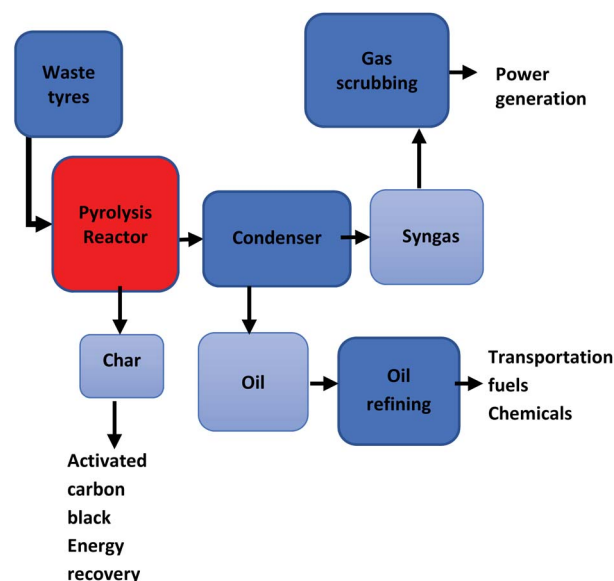 Waste
tyres
Gas
scrubbing
Power
generation
Pyrolysis
Reactor
Condenser
Syngas
Char
Oil
Oil
refining
Transportation
fuels
Chemicals
Activated
carbon
black
Energy
recovery